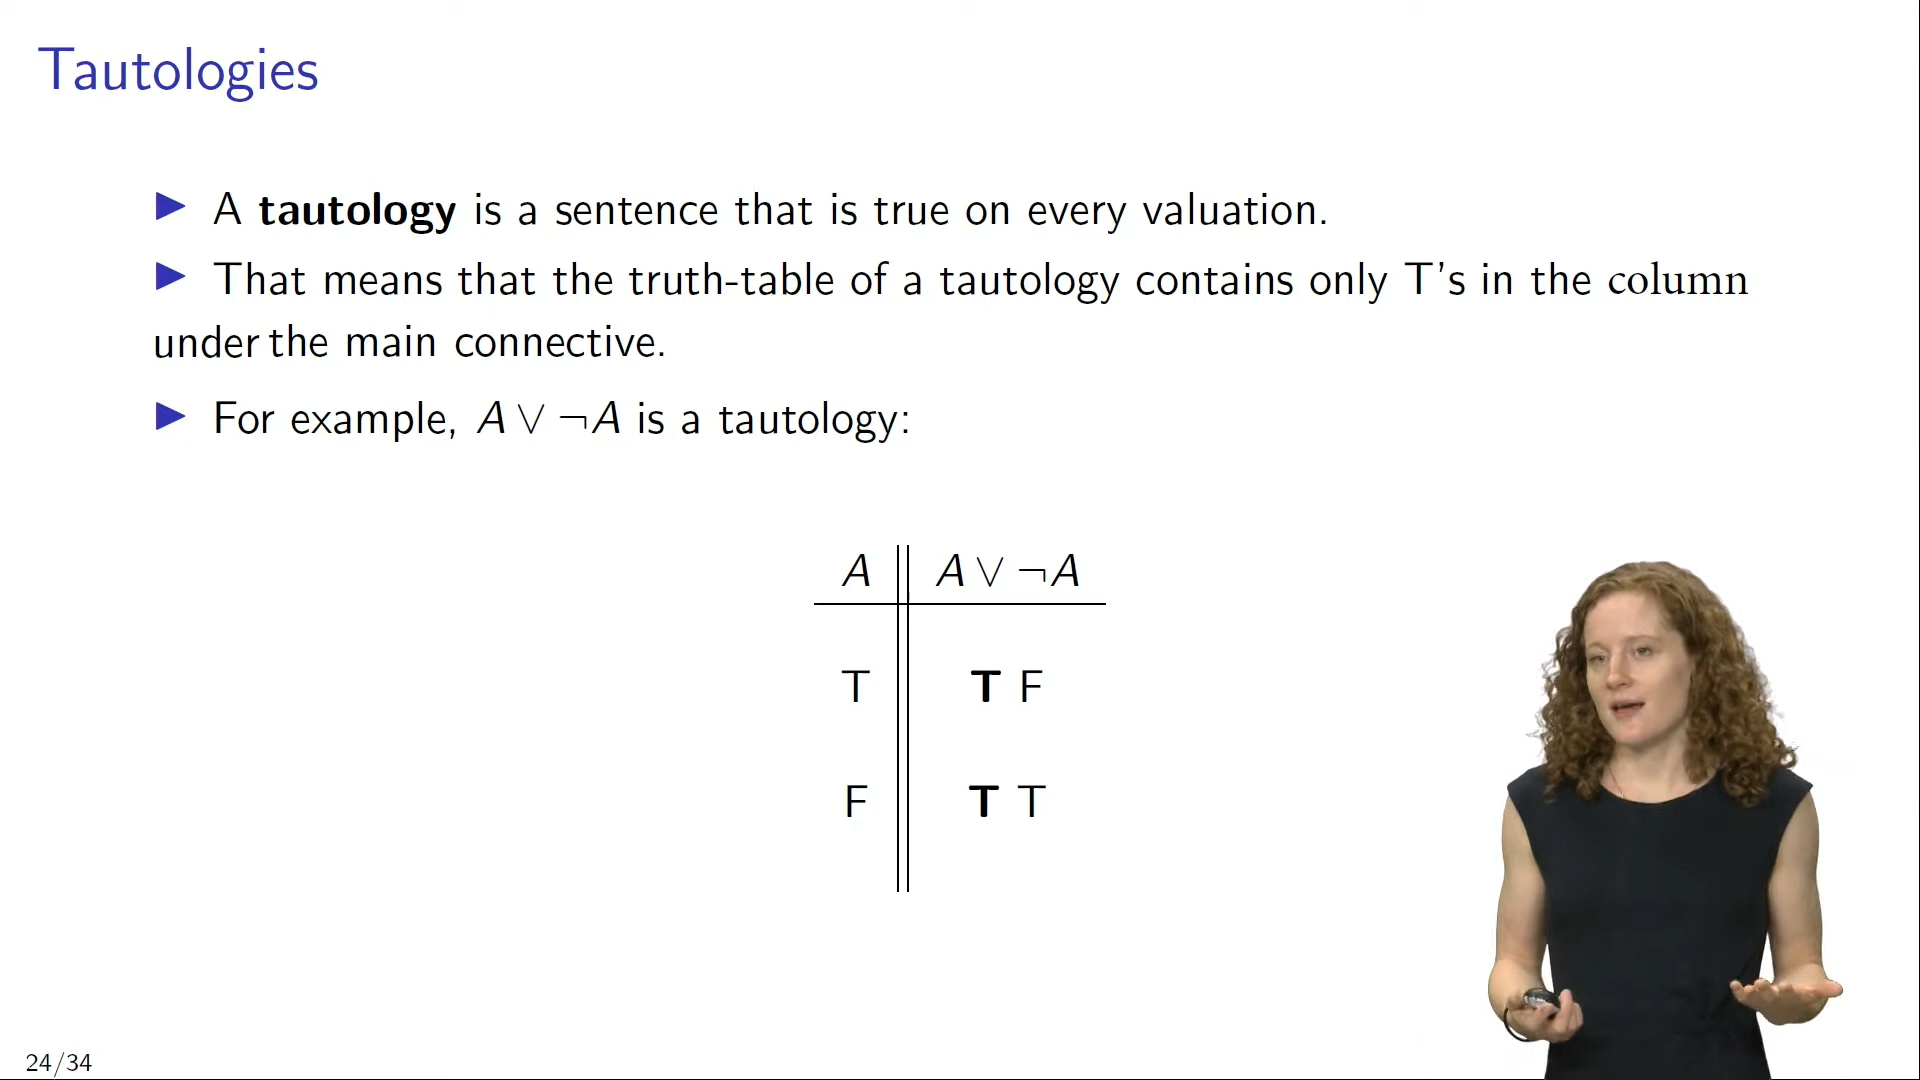 Tautologies
▶ A tautology is a sentence that is true on every valuation.
▶ That means that the truth-table of a tautology contains only T's in the column
under the main connective.
▶ For example, A ∨ ¬A is a tautology:
A A ∨ ¬A
T T F
F T T
24/34